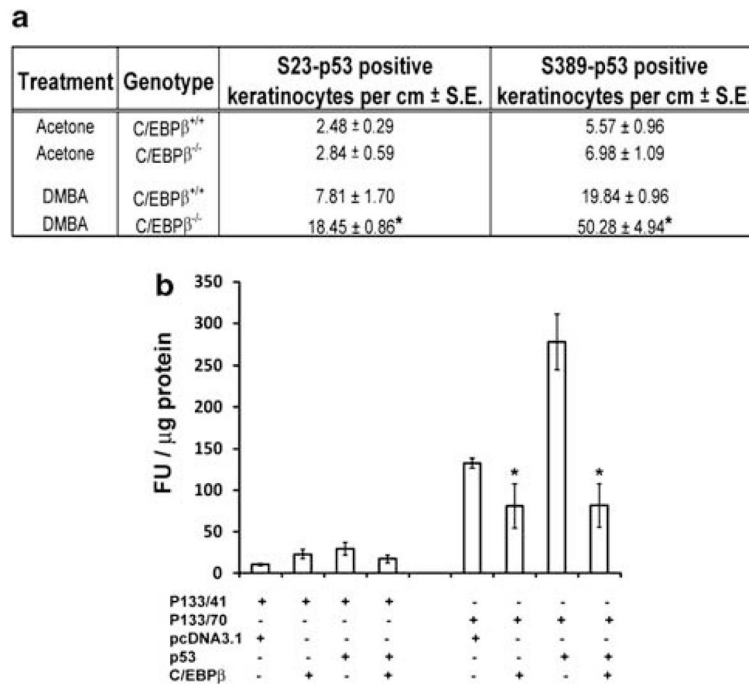 a
Treatment Genotype S23-p53 positive keratinocytes per cm ± S.E. S389-p53 positive keratinocytes per cm ± S.E.
Acetone C/EBPβ+/+ 2.48 ± 0.29 5.57 ± 0.96
Acetone C/EBPβ-/- 2.84 ± 0.59 6.98 ± 1.09
DMBA C/EBPβ+/+ 7.81 ± 1.70 19.84 ± 0.96
DMBA C/EBPβ-/- 18.45 ± 0.86* 50.28 ± 4.94*
b
FU / µg protein
350
300
250
200
150
100
50
0
* *
P133/41 + + + + - - - -
P133/70 - - - - + + + +
pcDNA3.1 + - - - + - - -
p53 - - + + - - + +
C/EBPβ - + - + - + - +